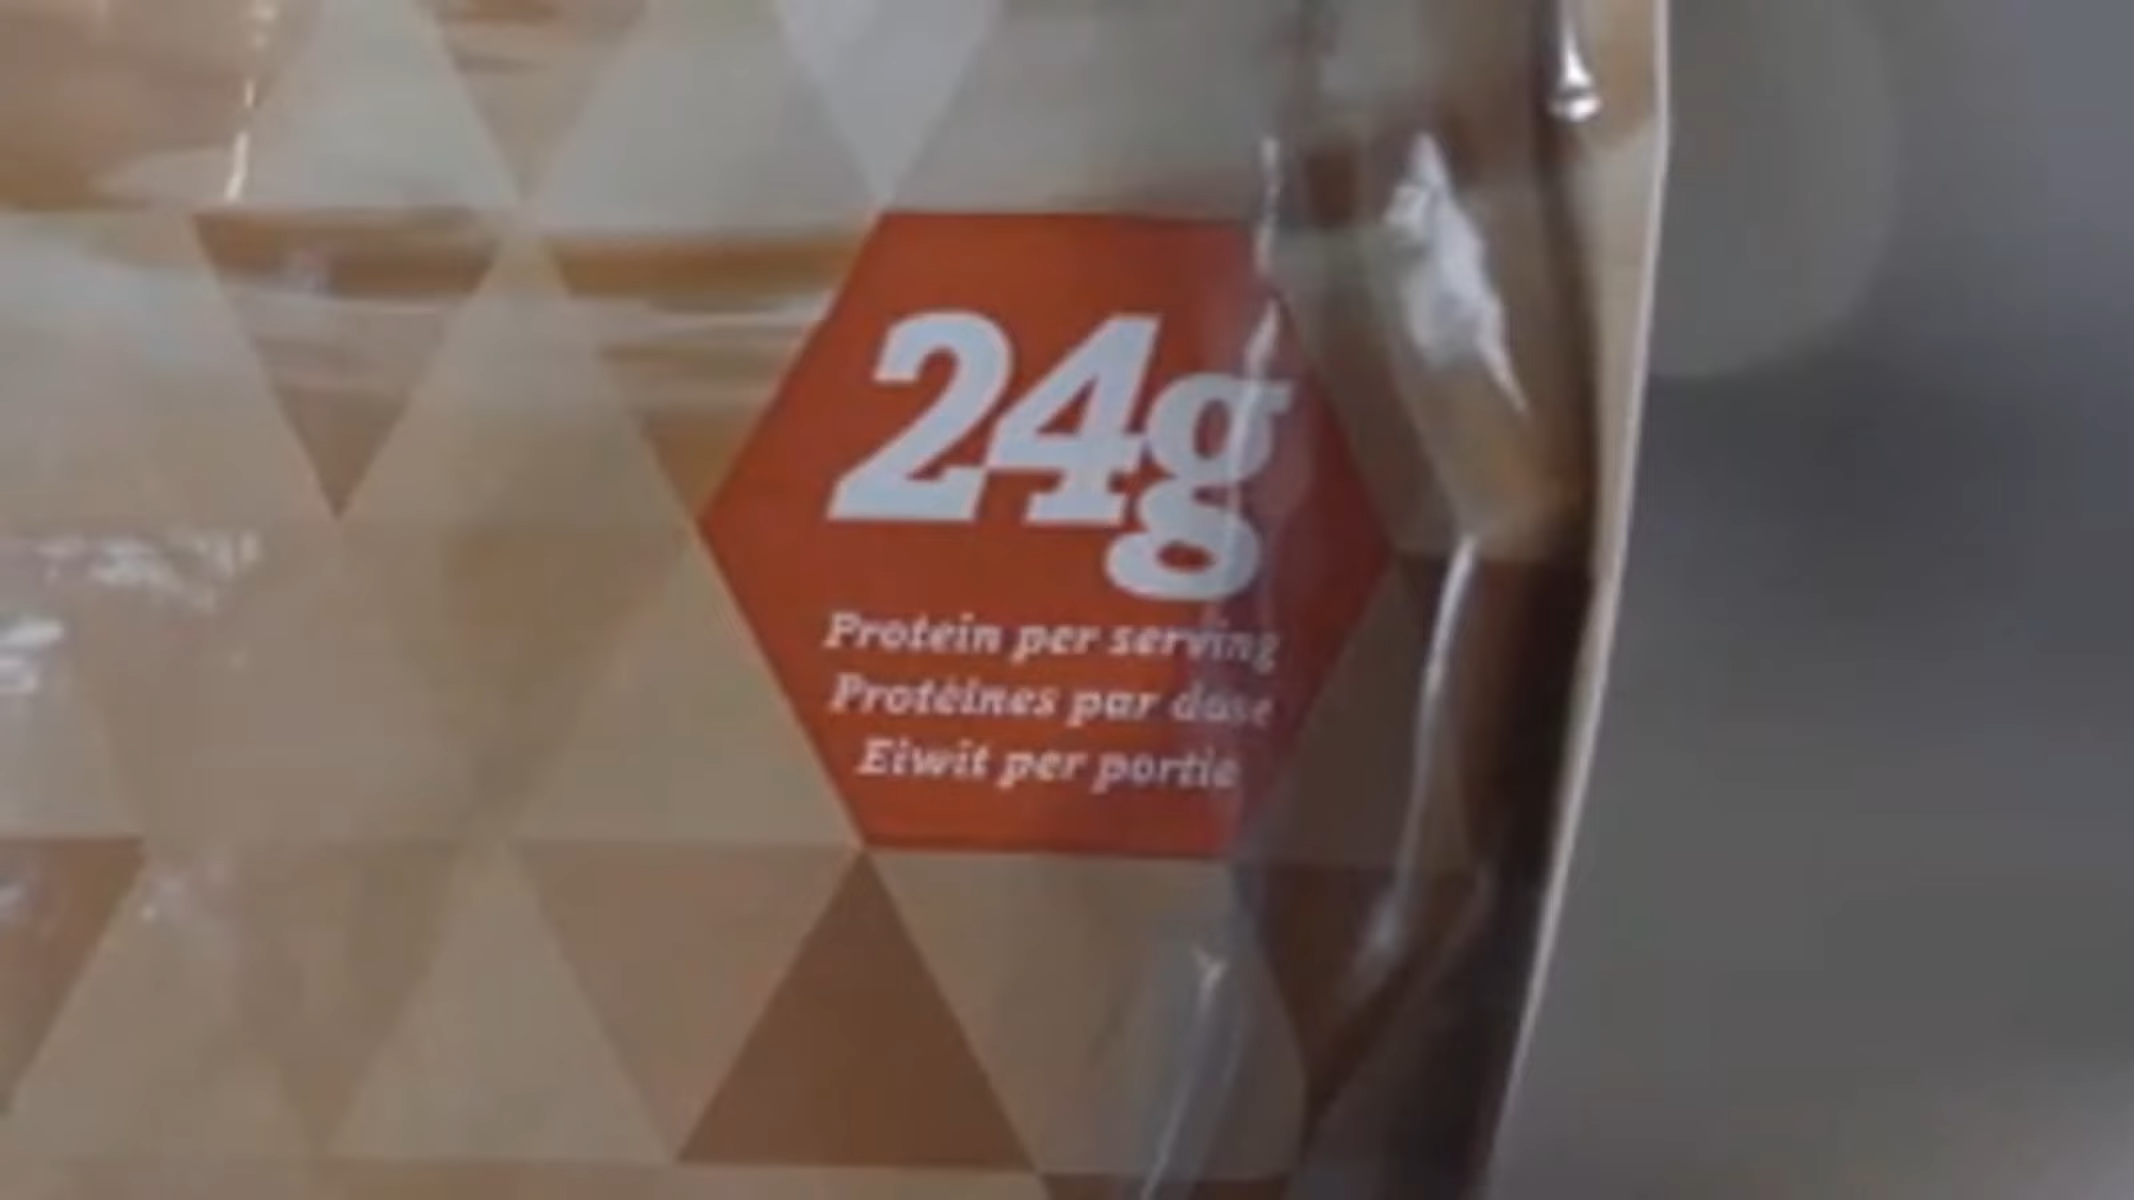 24g
Protein per serving
Protéines par dose
Eiwit per portie